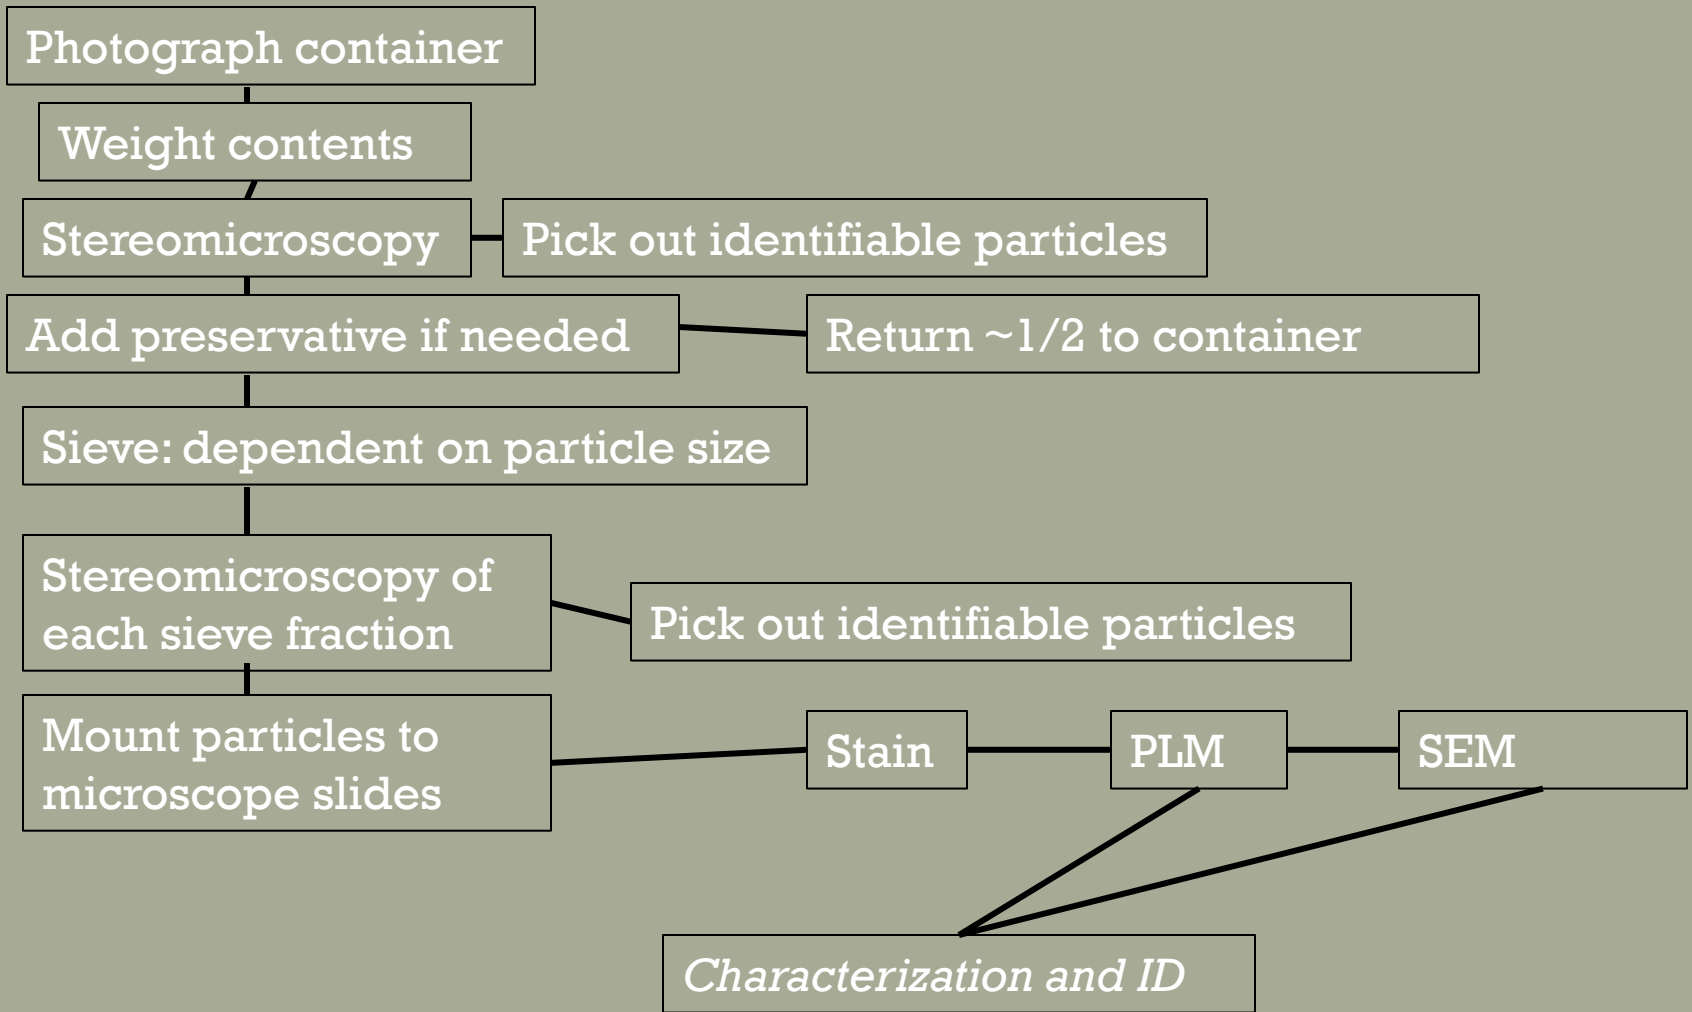 Photograph container
Weight contents
Stereomicroscopy
Pick out identifiable particles
Add preservative if needed
Return ~1/2 to container
Sieve: dependent on particle size
Stereomicroscopy of
each sieve fraction
Pick out identifiable particles
Mount particles to
microscope slides
Stain
PLM
SEM
Characterization and ID